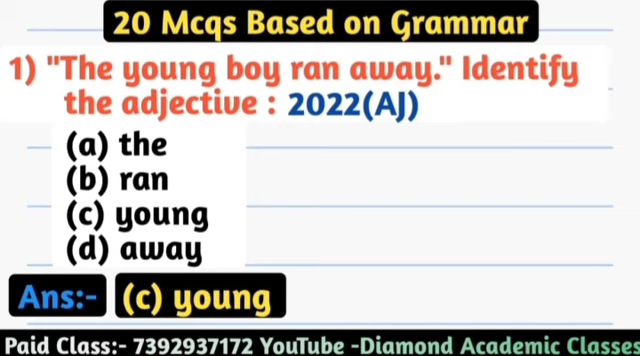 20 Mcqs Based on Grammar
1) "The young boy ran away." Identify
the adjective : 2022(AJ)
(a) the
(b) ran
(c) young
(d) away
Ans:- (c) young
Paid Class:- 7392937172 YouTube -Diamond Academic Classes